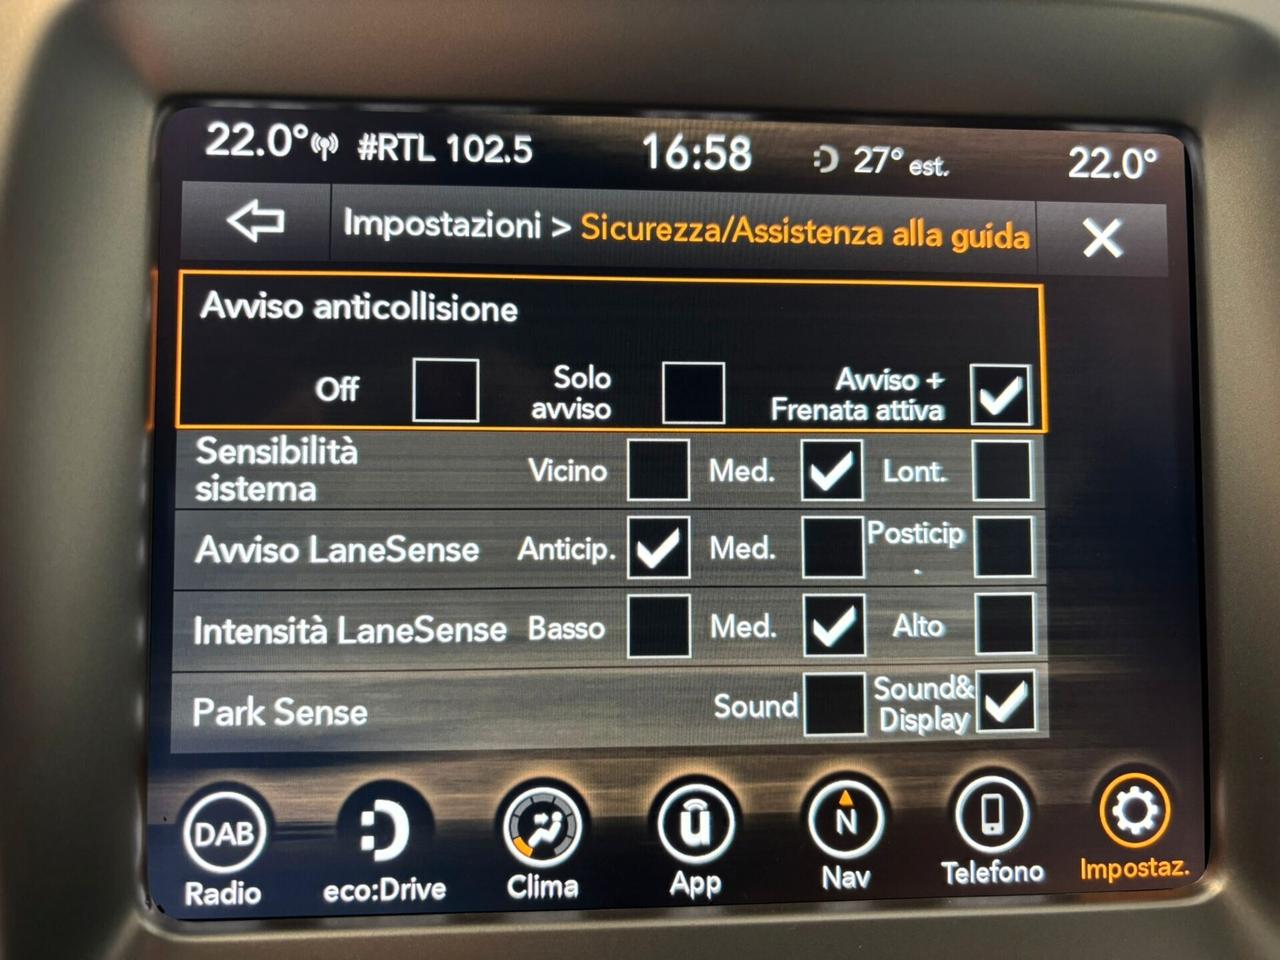 22.0° #RTL 102.5 16:58 27° est. 22.0°
Impostazioni > Sicurezza/Assistenza alla guida
Avviso anticollisione
Off Solo avviso Avviso + Frenata attiva
Sensibilità sistema Vicino Med. Lont.
Avviso LaneSense Anticip. Med. Posticip.
Intensità LaneSense Basso Med. Alto
Park Sense Sound Sound& Display
DAB N
Radio eco:Drive Clima App Nav Telefono Impostaz.